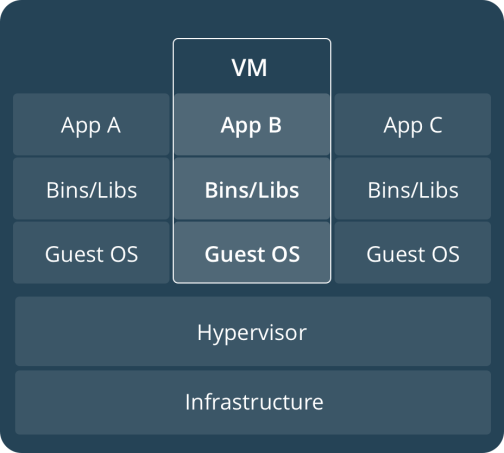 VM
App A App B App C
Bins/Libs Bins/Libs Bins/Libs
Guest OS Guest OS Guest OS
Hypervisor
Infrastructure